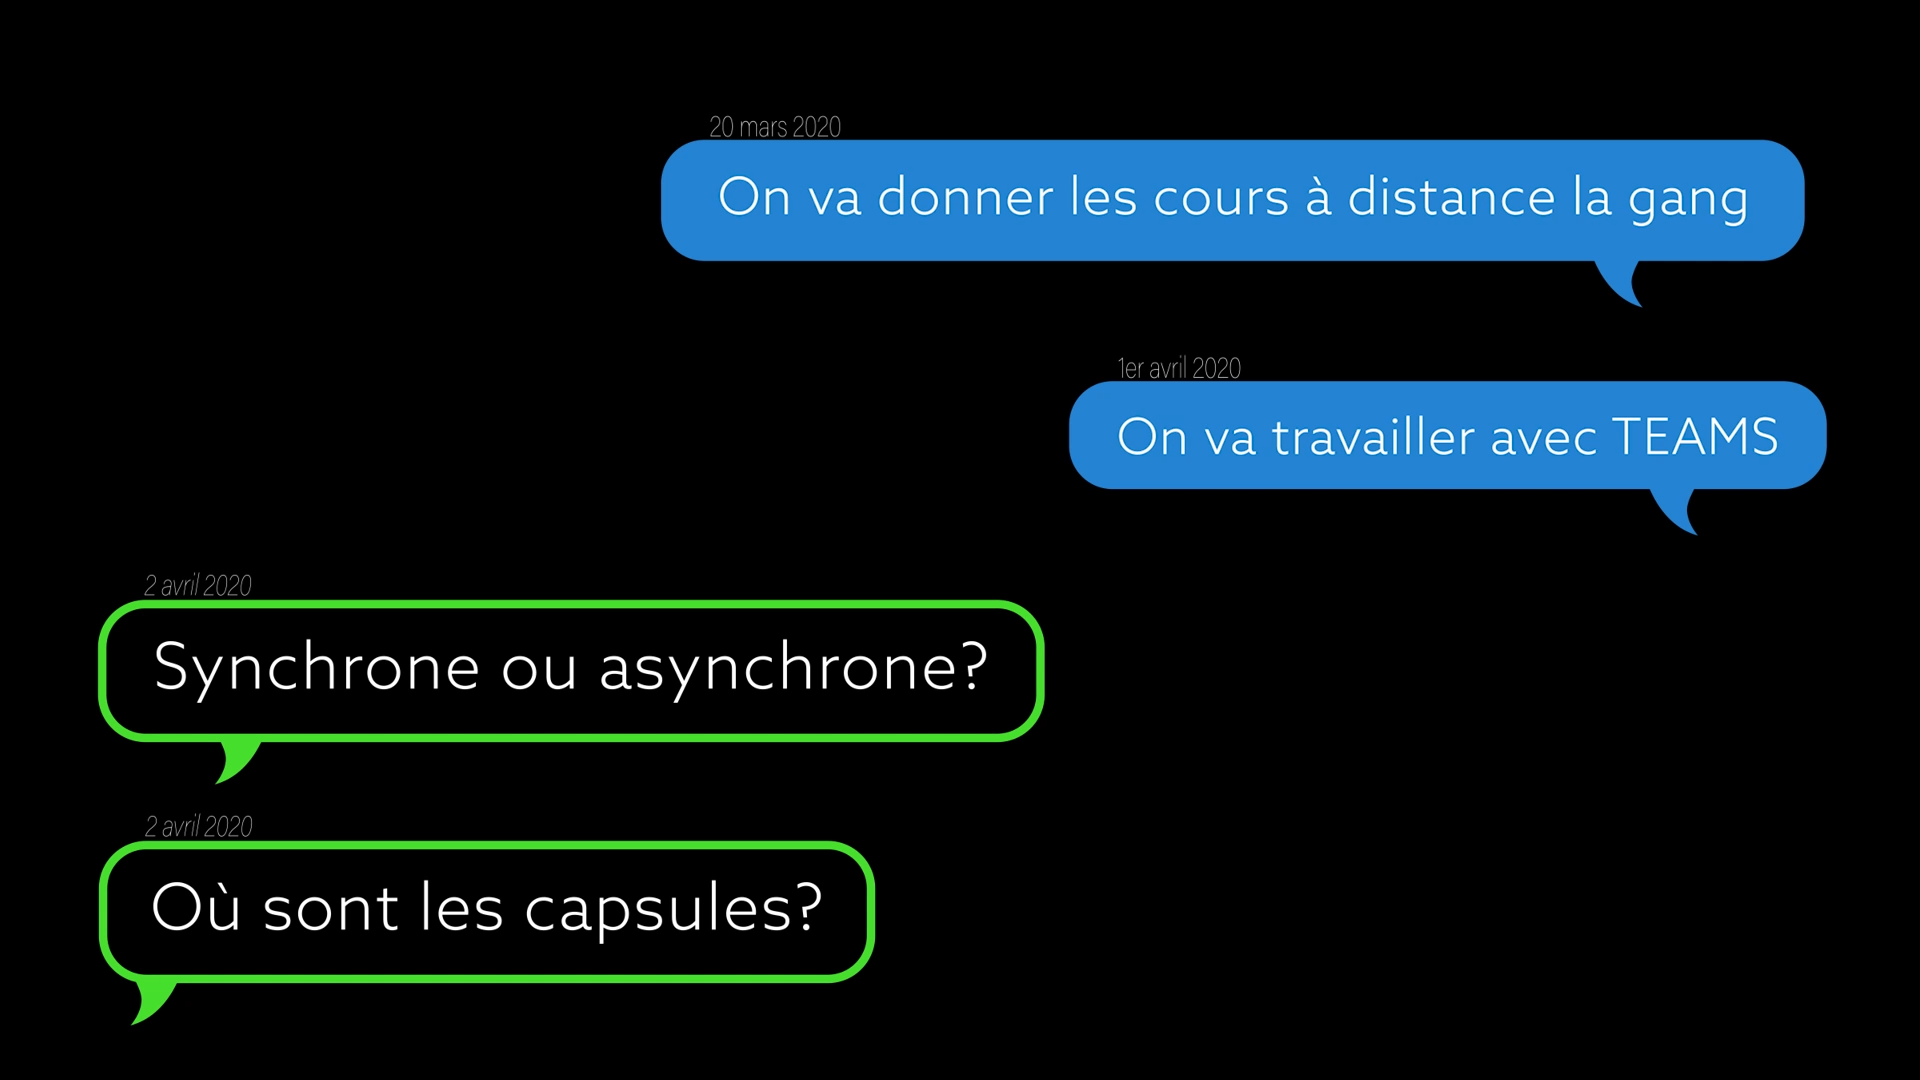 20 mars 2020
On va donner les cours à distance la gang
1er avril 2020
On va travailler avec TEAMS
2 avril 2020
Synchrone ou asynchrone?
2 avril 2020
Où sont les capsules?